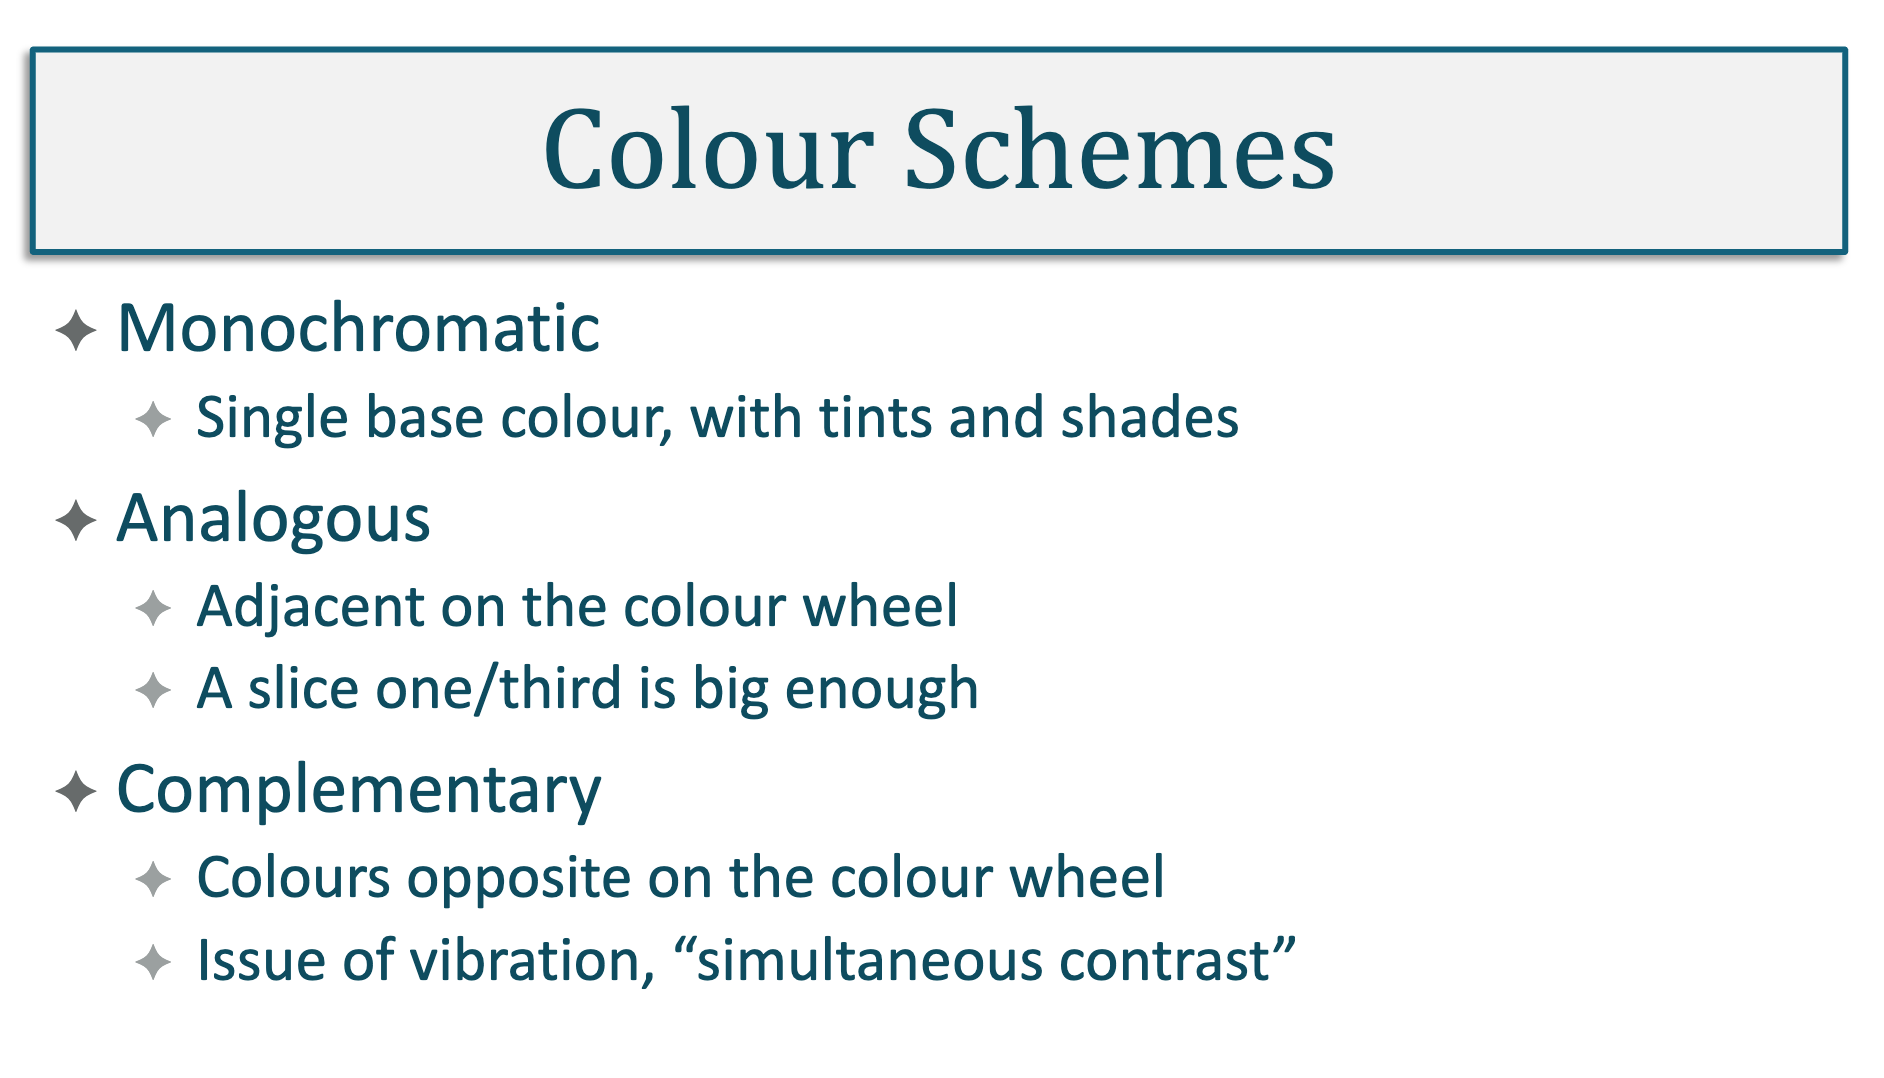 Colour Schemes
Monochromatic
Single base colour, with tints and shades
Analogous
Adjacent on the colour wheel
A slice one/third is big enough
Complementary
Colours opposite on the colour wheel
Issue of vibration, “simultaneous contrast”